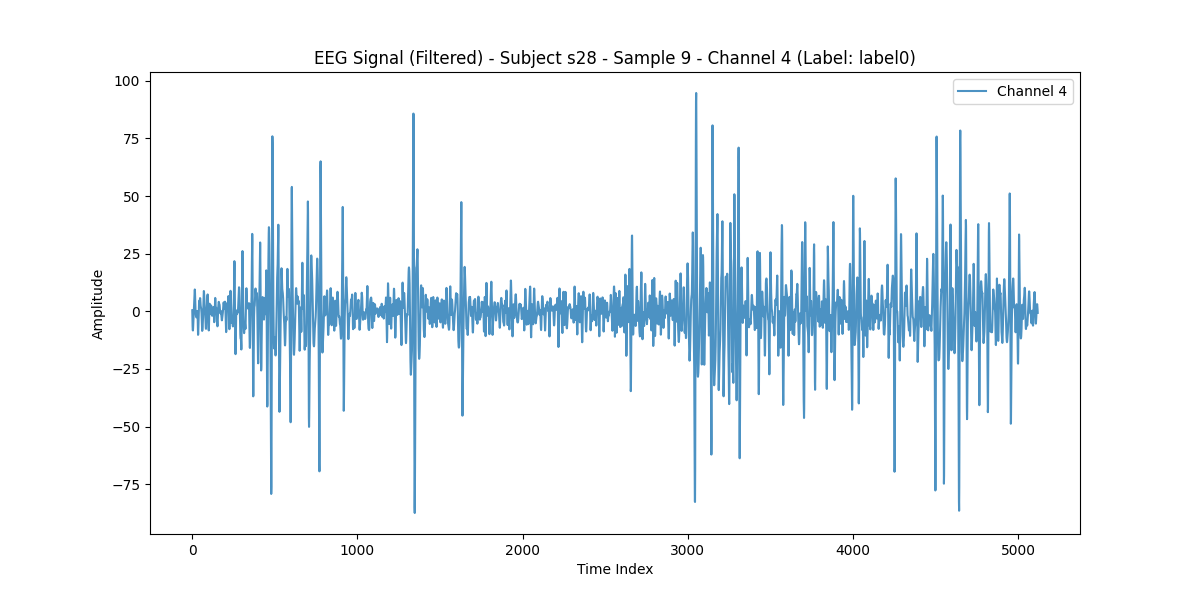 EEG Signal (Filtered) - Subject s28 - Sample 9 - Channel 4 (Label: label0)
Channel 4
100
75
50
25
0
−25
−50
−75
Amplitude
0 1000 2000 3000 4000 5000
Time Index